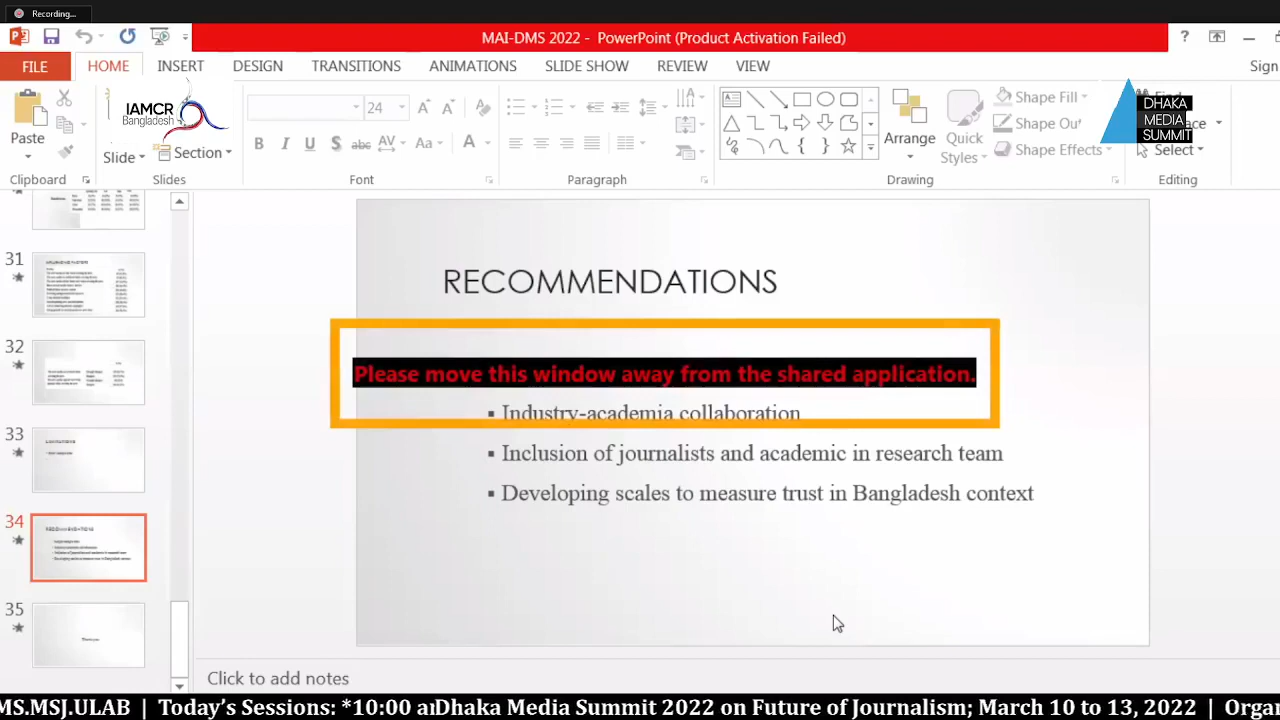 Recording...
MAI-DMS 2022 - PowerPoint (Product Activation Failed)
FILE HOME INSERT DESIGN TRANSITIONS ANIMATIONS SLIDE SHOW REVIEW VIEW Sign
IAMCR
Bangladesh
DHAKA
MEDIA
SUMMIT
Paste
Slide
Section
24
Arrange
Quick
Styles
Shape Fill
Shape Out
Shape Effects
Find
Select
Clipboard Slides Font Paragraph Drawing Editing
31
32
33
34
35
RECOMMENDATIONS
Please move window away from the shared application.
▪ Industry-academia collaboration
▪ Inclusion of journalists and academic in research team
▪ Developing scales to measure trust in Bangladesh context
Click to add notes
MS.MSJ.ULAB | Today's Sessions: *10:00 a Dhaka Media Summit 2022 on Future of Journalism; March 10 to 13, 2022 | Organ